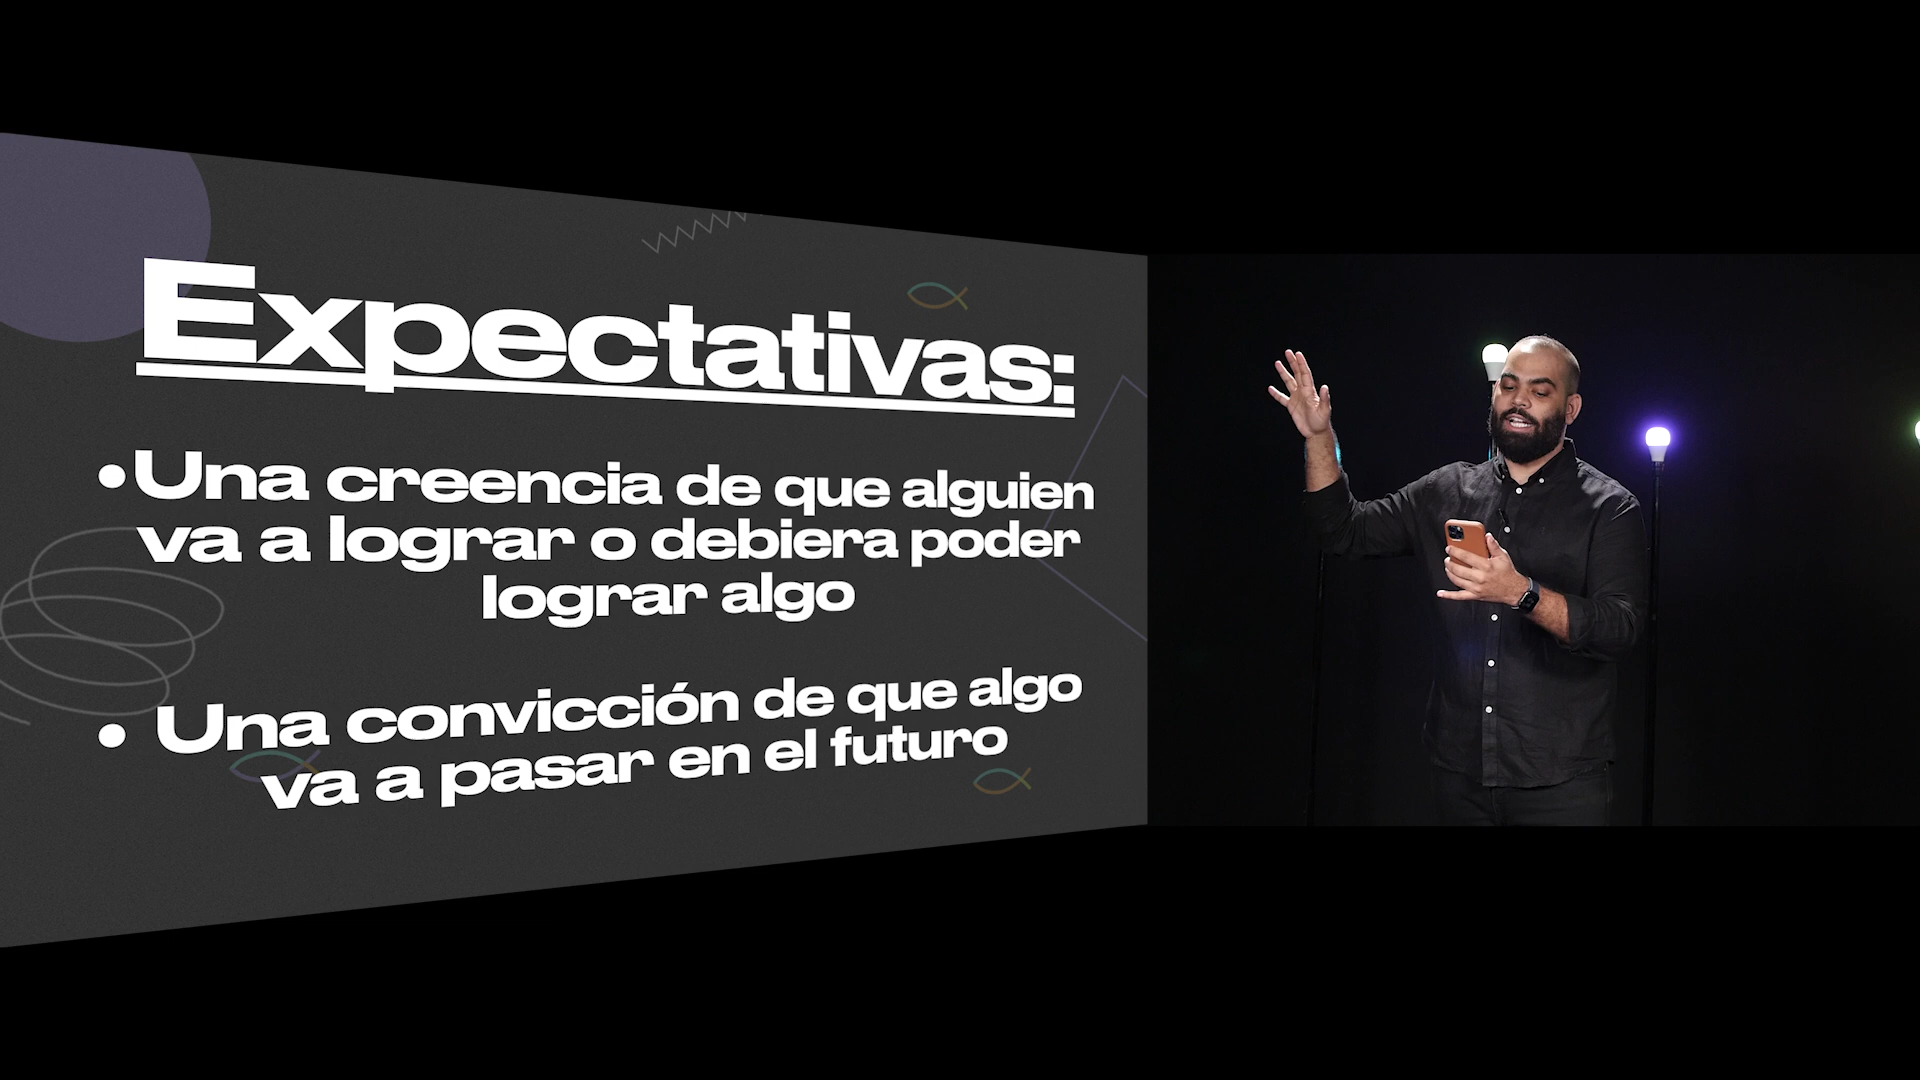 Expectativas:
•Una creencia de que alguien
va a lograr o debiera poder
lograr algo
• Una convicción de que algo
va a pasar en el futuro